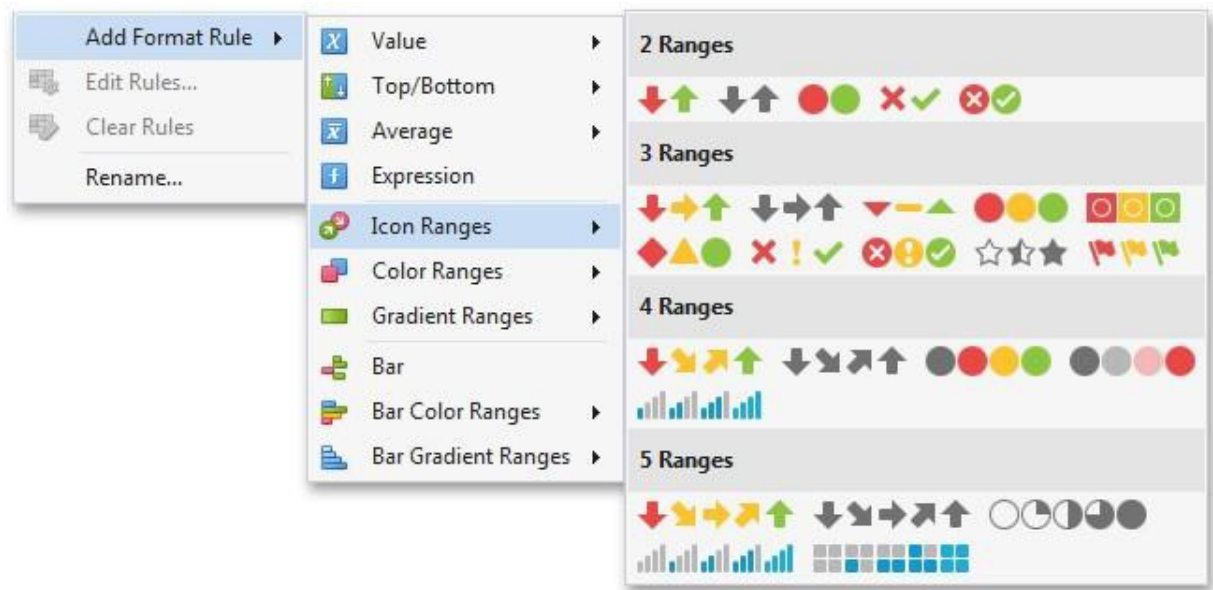 Add Format Rule
Edit Rules...
Clear Rules
Rename...
Value
Top/Bottom
Average
Expression
Icon Ranges
Color Ranges
Gradient Ranges
Bar
Bar Color Ranges
Bar Gradient Ranges
2 Ranges
3 Ranges
4 Ranges
5 Ranges